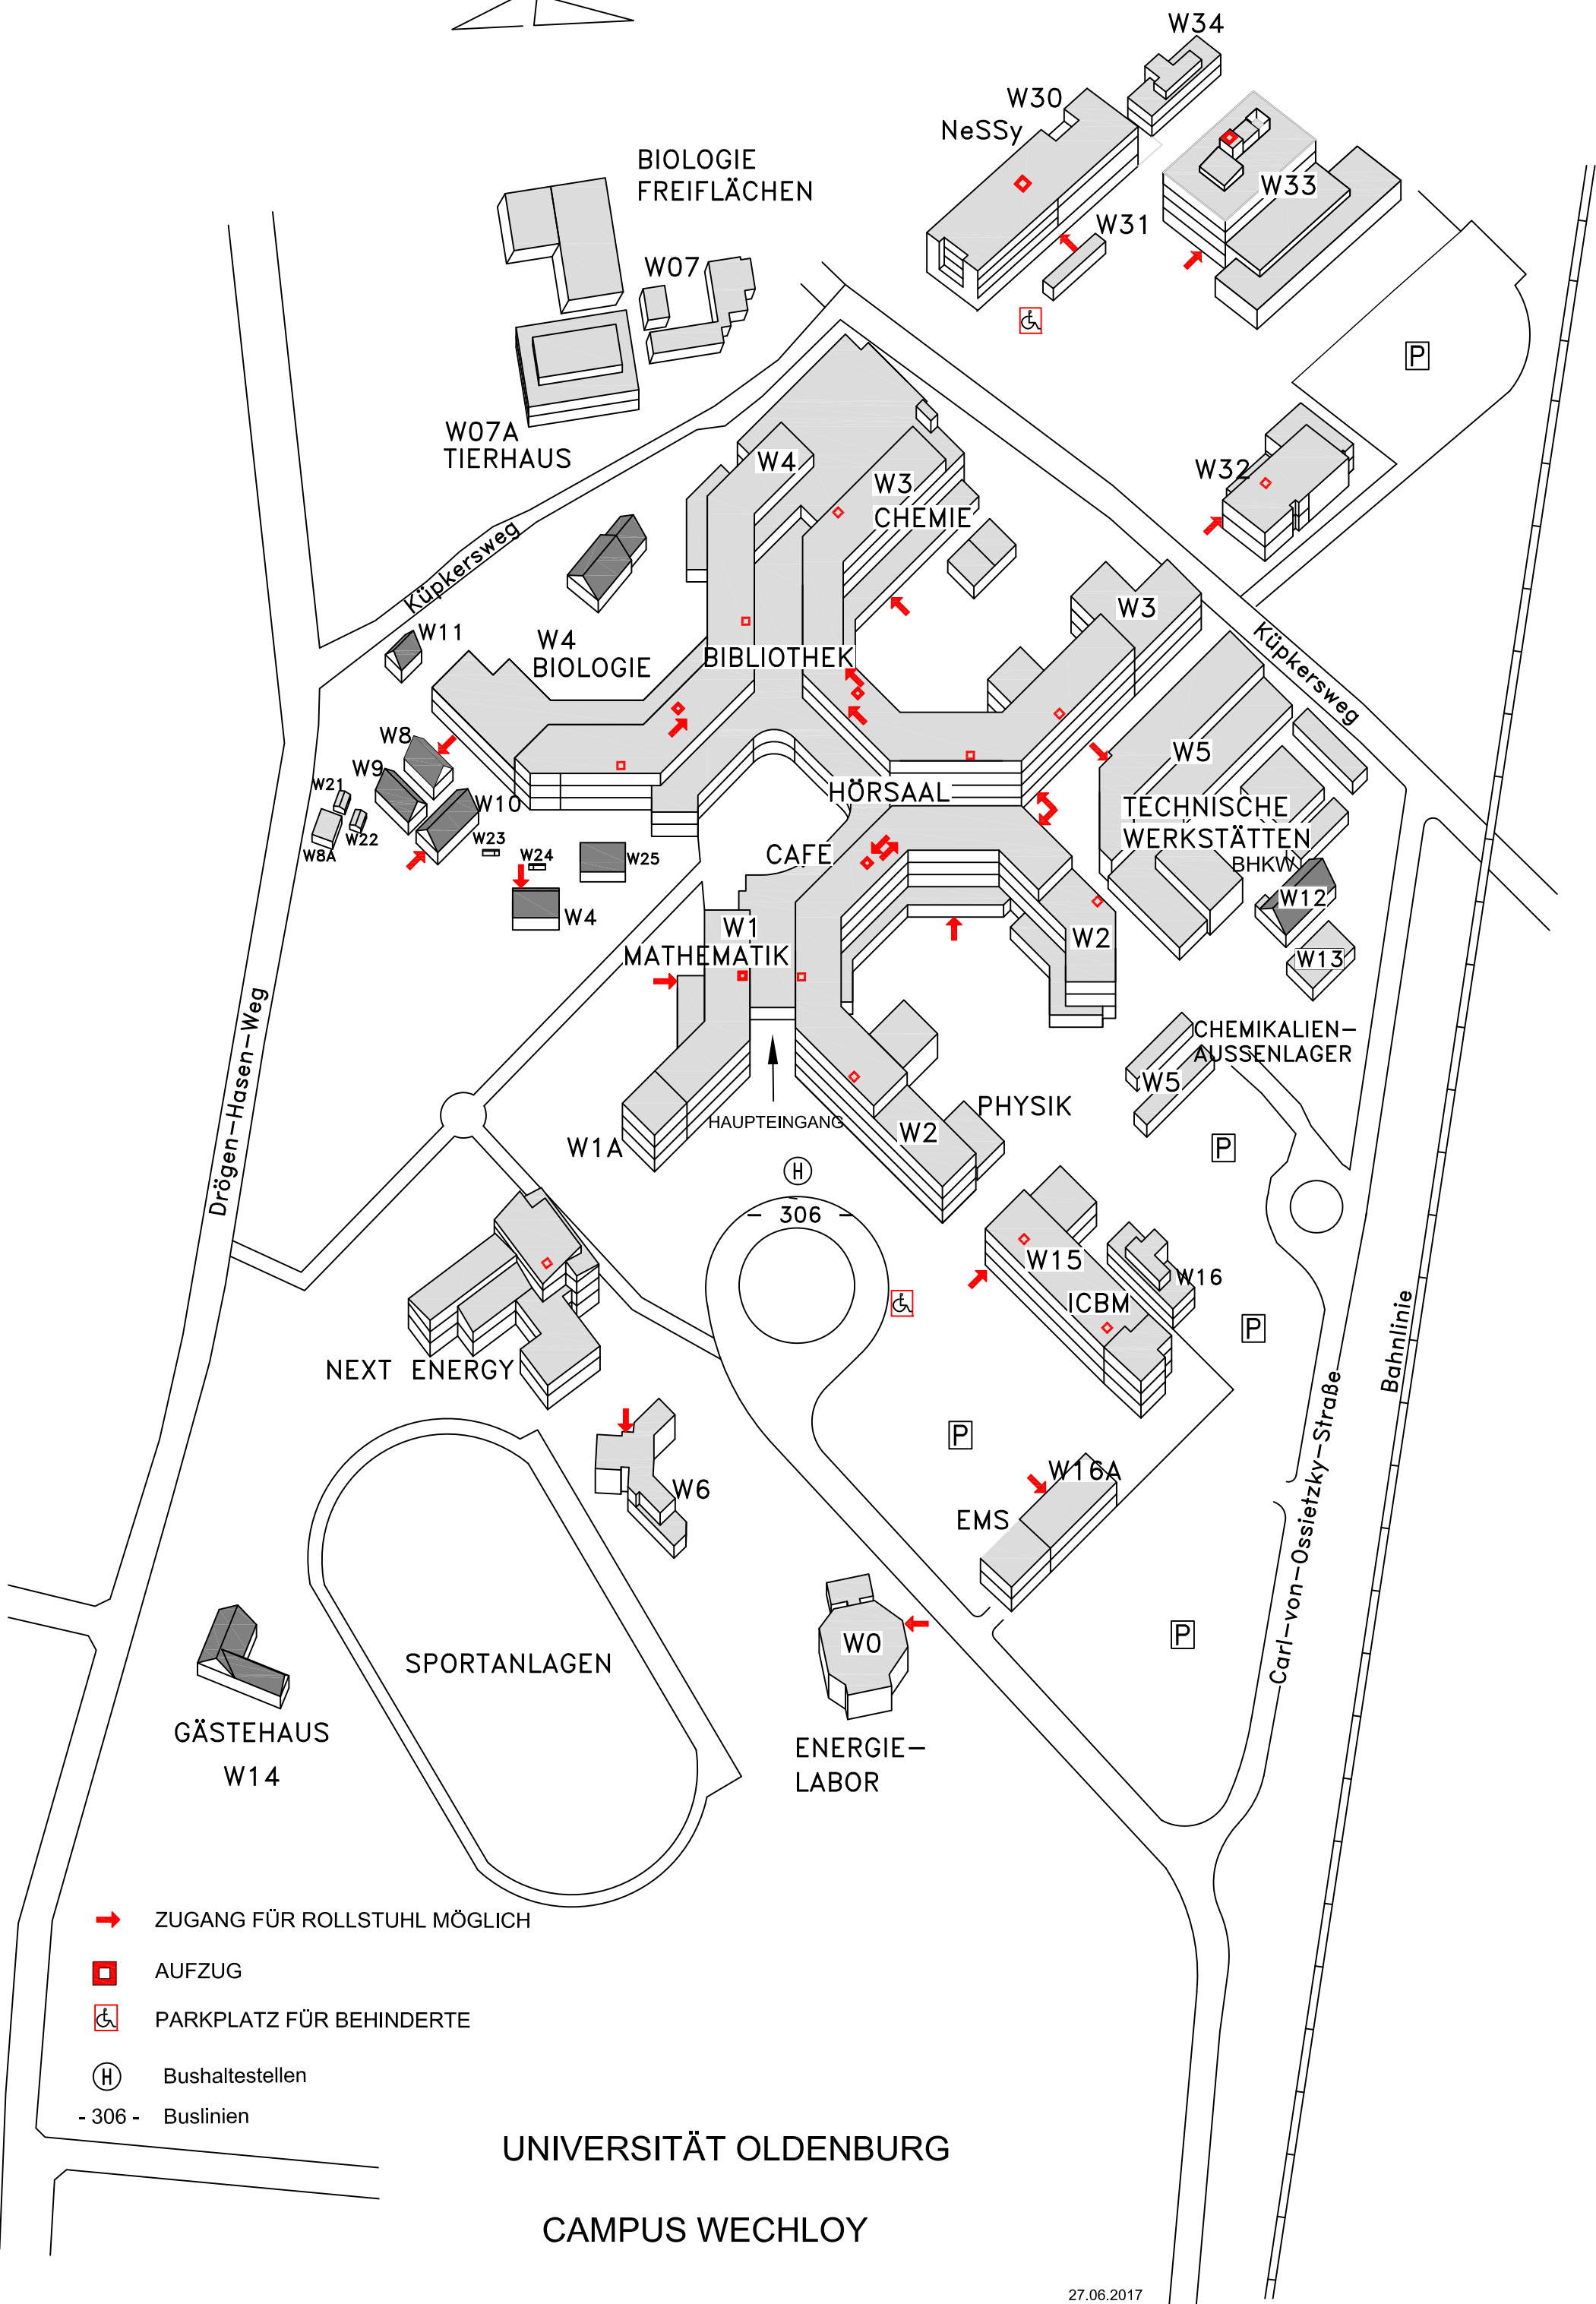 W34
W30
NeSSy
BIOLOGIE
FREIFLÄCHEN
W33
W31
W07
P
W07A
TIERHAUS
W4
W3
CHEMIE
W32
Küpkersweg
W11
W4
BIOLOGIE
BIBLIOTHEK
W3
Küpkersweg
W8
W9
W21
W10
W22
W8A
W23
W24
W25
W4
W5
HÖRSAAL
TECHNISCHE
WERKSTÄTTEN
BHKW
CAFE
W12
W1
MATHEMATIK
W2
W13
Drögen-Hasen-Weg
CHEMIKALIEN-
AUSSENLAGER
W5
PHYSIK
HAUPTEINGANG
W2
W1A
P
H
- 306 -
W15
W16
ICBM
P
Bahnlinie
NEXT ENERGY
Carl-von-Ossietzky-Straße
P
W6
W16A
EMS
W0
P
SPORTANLAGEN
GÄSTEHAUS
W14
ENERGIE-
LABOR
ZUGANG FÜR ROLLSTUHL MÖGLICH
AUFZUG
PARKPLATZ FÜR BEHINDERTE
H Bushaltestellen
- 306 - Buslinien
UNIVERSITÄT OLDENBURG
CAMPUS WECHLOY
27.06.2017